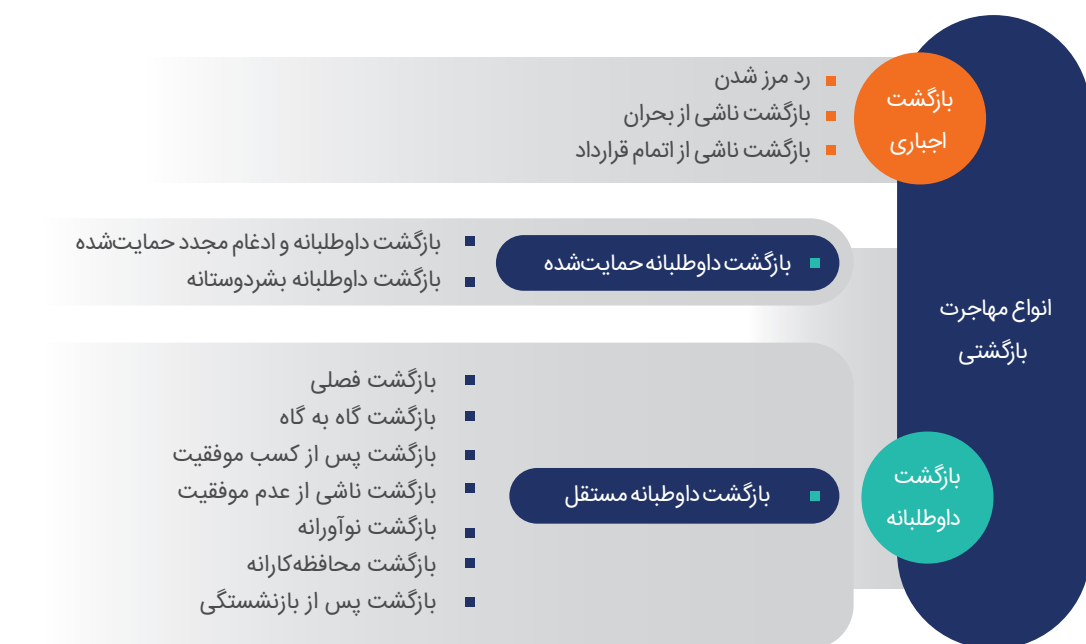 انواع مهاجرت
بازگشتی
بازگشت
اجباری
رد مرز شدن
بازگشت ناشی از بحران
بازگشت ناشی از اتمام قرارداد
بازگشت
داوطلبانه
بازگشت داوطلبانه حمایت‌شده
بازگشت داوطلبانه و ادغام مجدد حمایت‌شده
بازگشت داوطلبانه بشردوستانه
بازگشت داوطبانه مستقل
بازگشت فصلی
بازگشت گاه به گاه
بازگشت پس از کسب موفقیت
بازگشت ناشی از عدم موفقیت
بازگشت نوآورانه
بازگشت محافظه‌کارانه
بازگشت پس از بازنشستگی